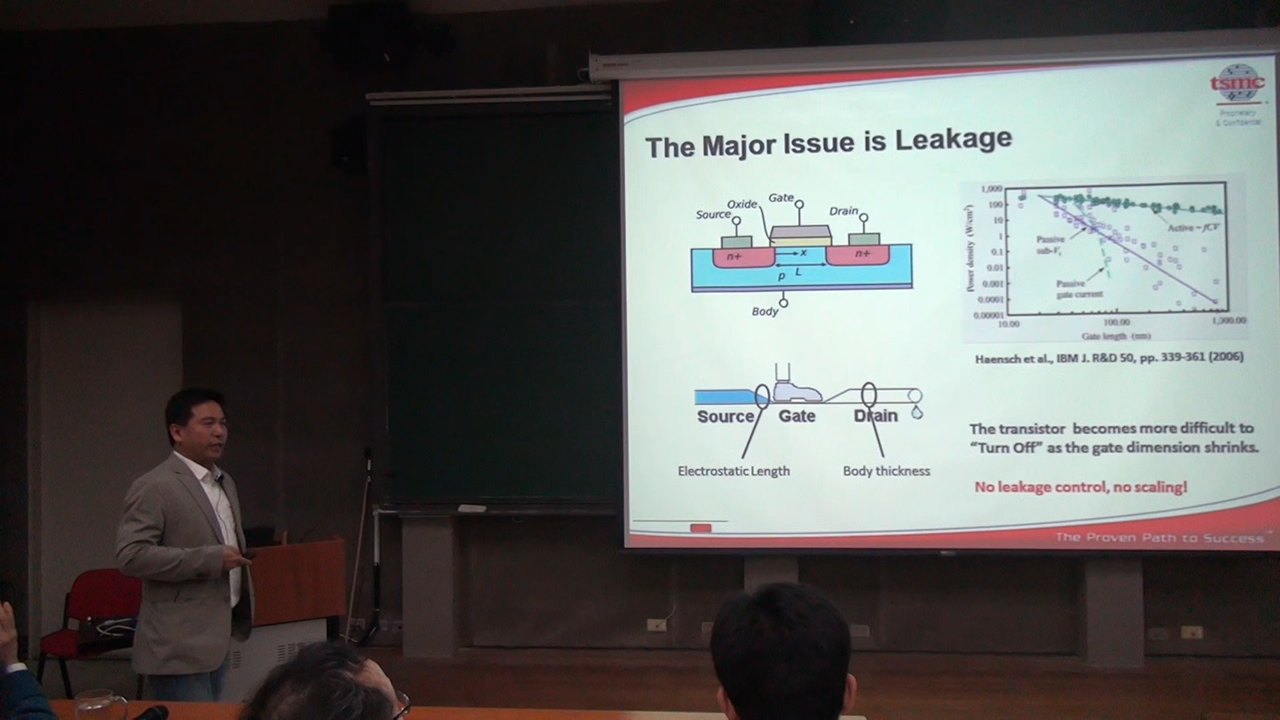 tsmc
Proprietary
& Confidential
The Major Issue is Leakage
Gate
Oxide
Source
Drain
n+
x
n+
p
L
Body
1,000
100
10
1
0.1
0.01
0.001
0.0001
0.00001
Power density (W/cm²)
Active ~ fCV
Passive
sub-Vt
Passive
gate current
10.00
100.00
1,000.00
Gate length (nm)
Haensch et al., IBM J. R&D 50, pp. 339-361 (2006)
Source
Gate
Drain
Electrostatic Length
Body thickness
The transistor becomes more difficult to
“Turn Off” as the gate dimension shrinks.
No leakage control, no scaling!
The Proven Path to Success